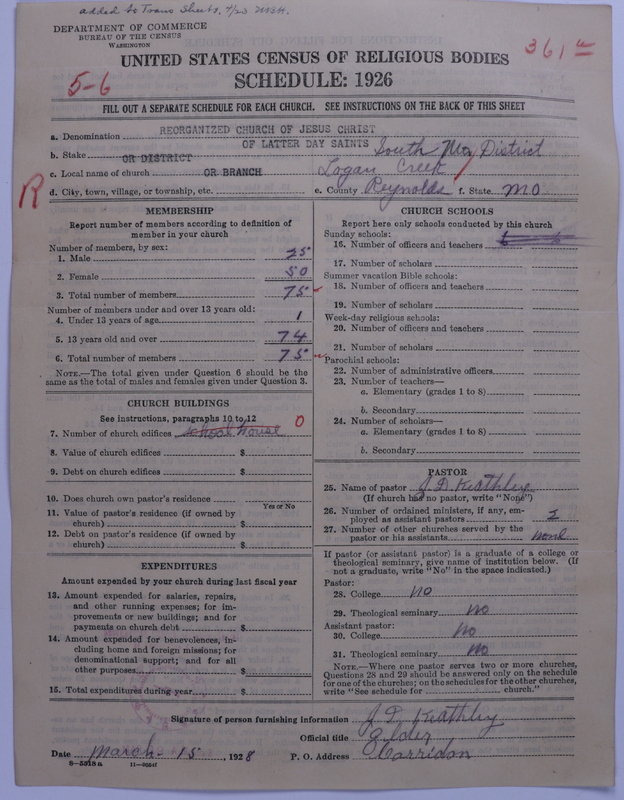 added to Trans Sheets,
DEPARTMENT OF COMMERCE
BUREAU OF THE CENSUS
WASHINGTON
UNITED STATES CENSUS OF RELIGIOUS BODIES
361
SCHEDULE: 1926
5-6
FILL OUT A SEPARATE SCHEDULE FOR EACH CHURCH. SEE INSTRUCTIONS ON THE BACK OF THIS SHEET
a. Denomination REORGANIZED CHURCH OF JESUS CHRIST
OF LATTER DAY SAINTS
b. Stake OR DISTRICT South Mo, District
c. Local name of church OR BRANCH Logan Creek
R
d. City, town, village, or township, etc. e. County Reynolds f. State MO
MEMBERSHIP
Report number of members according to definition of
member in your church
Number of members, by sex:
1. Male 25
2. Female 50
3. Total number of members 75
Number of members under and over 13 years old:
4. Under 13 years of age 1
5. 13 years old and over 74
6. Total number of members 75
NOTE.—The total given under Question 6 should be
same as the total of males and females given under Question 3.
CHURCH BUILDINGS
See instructions, paragraphs 10 to 12
7. Number of church edifices School House 0
8. Value of church edifices $
9. Debt on church edifices $
10. Does church own pastor's residence
Yes or No
11. Value of pastor's residence (if owned by
church) $
12. Debt on pastor's residence (if owned by
church) $
EXPENDITURES
Amount expended by your church during last fiscal year
13. Amount expended for salaries, repairs,
and other running expenses; for im-
provements or new buildings; and for
payments on church debt $
14. Amount expended for benevolences, in-
cluding home and foreign missions; for
denominational support; and for all
other purposes $
15. Total expenditures during year $
CHURCH SCHOOLS
Report here only schools conducted by this church
Sunday schools:
16. Number of officers and teachers
17. Number of scholars
Summer vacation Bible schools:
18. Number of officers and teachers
19. Number of scholars
Week-day religious schools:
20. Number of officers and teachers
21. Number of scholars
Parochial schools:
22. Number of administrative officers
23. Number of teachers—
a. Elementary (grades 1 to 8)
b. Secondary
24. Number of scholars—
a. Elementary (grades 1 to 8)
b. Secondary
PASTOR
25. Name of pastor J D Keathley
(If church had no pastor, write "None")
26. Number of ordained ministers, if any, em-
ployed as assistant pastors
27. Number of other churches served by the
pastor or his assistants none
If pastor (or assistant pastor) is a graduate of a college or
theological seminary, give name of institution below. (If
not a graduate, write "No" in the space indicated.)
Pastor:
28. College No
29. Theological seminary No
Assistant pastor:
30. College No
31. Theological seminary No
NOTE.—Where one pastor serves two or more churches,
Questions 28 and 29 should be answered only on the schedule
for one of the churches; on the schedules for the other churches,
write "See schedule for church."
Signature of person furnishing information J. D. Keathley
Official title Elder
Date March 15, 1928 P. O. Address Corridon
8-5318 a 11-9054f